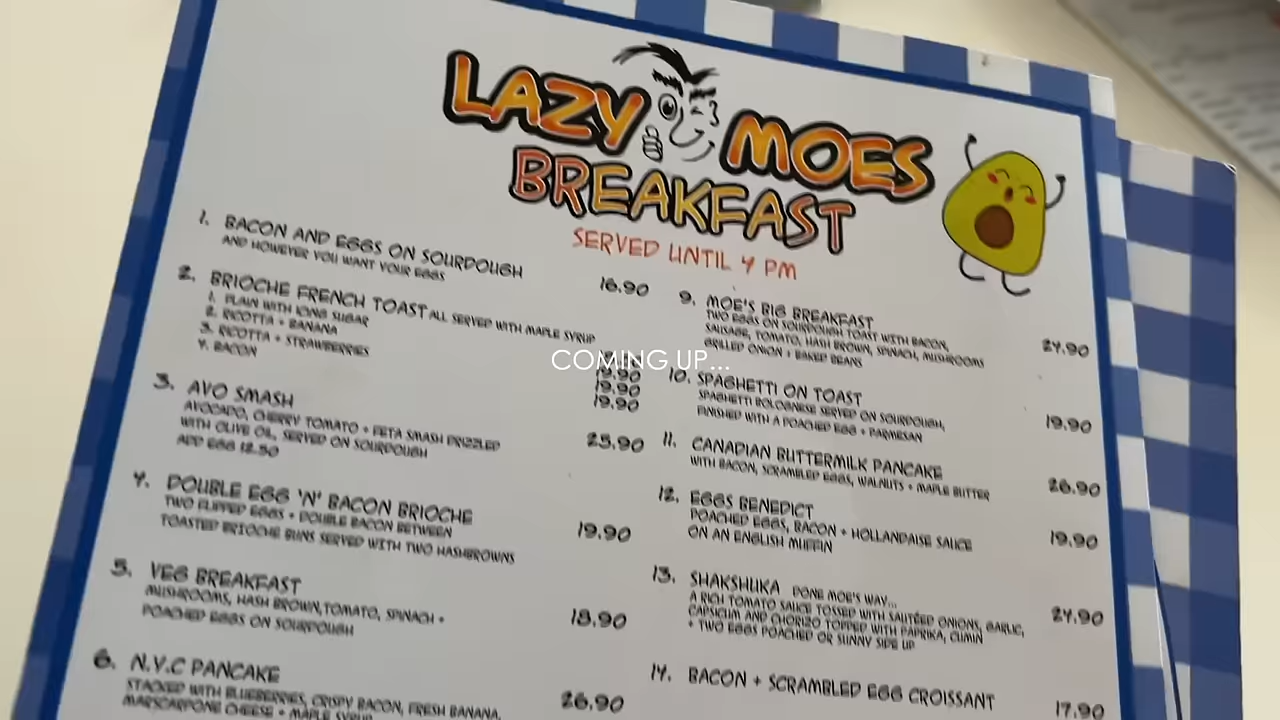 LAZY MOES
BREAKFAST
SERVED UNTIL 4 PM
1. BACON AND EGGS ON SOURDOUGH
AND HOWEVER YOU WANT YOUR EGGS
16.90
2. BRIOCHE FRENCH TOAST ALL SERVED WITH MAPLE SYRUP
1. PLAIN WITH ICING SUGAR
2. RICOTTA + BANANA
3. RICOTTA + STRAWBERRIES
4. BACON
19.90
19.90
19.90
3. AVO SMASH
AVOCADO, CHERRY TOMATO + FETA SMASH DRIZZLED
WITH OLIVE OIL, SERVED ON SOURDOUGH
ADD EGG
25.90
4. DOUBLE EGG 'N' BACON BRIOCHE
TWO FLIPPED EGGS + DOUBLE BACON BETWEEN
TOASTED BRIOCHE BUNS SERVED WITH TWO HASHBROWNS
19.90
5. VEG BREAKFAST
MUSHROOMS, HASH BROWN, TOMATO, SPINACH +
POACHED EGGS ON SOURDOUGH
18.90
6. N.Y.C PANCAKE
STACKED WITH BLUEBERRIES, CRISPY BACON, FRESH BANANA,
MARSCARPONE CHEESE + MAPLE SYRUP
26.90
9. MOE'S BIG BREAKFAST
TWO EGGS ON SOURDOUGH TOAST WITH BACON,
SAUSAGE, TOMATO, HASH BROWN, SPINACH, MUSHROOMS
GRILLED ONION + BAKED BEANS
24.90
10. SPAGHETTI ON TOAST
SPAGHETTI BOLOGNESE SERVED ON SOURDOUGH,
FINISHED WITH A POACHED EGG + PARMESAN
19.90
11. CANADIAN BUTTERMILK PANCAKE
WITH BACON, SCRAMBLED EGGS, WALNUTS + MAPLE BUTTER
26.90
12. EGGS BENEDICT
POACHED EGGS, BACON + HOLLANDAISE SAUCE
ON AN ENGLISH MUFFIN
19.90
13. SHAKSHUKA DONE MOE'S WAY...
A RICH TOMATO SAUCE TOSSED WITH SAUTÉED ONIONS, GARLIC,
CAPSICUM AND CHORIZO TOPPED WITH PAPRIKA, CUMIN
+ TWO EGGS POACHED OR SUNNY SIDE UP
24.90
14. BACON + SCRAMBLED EGG CROISSANT
17.90
COMING UP...